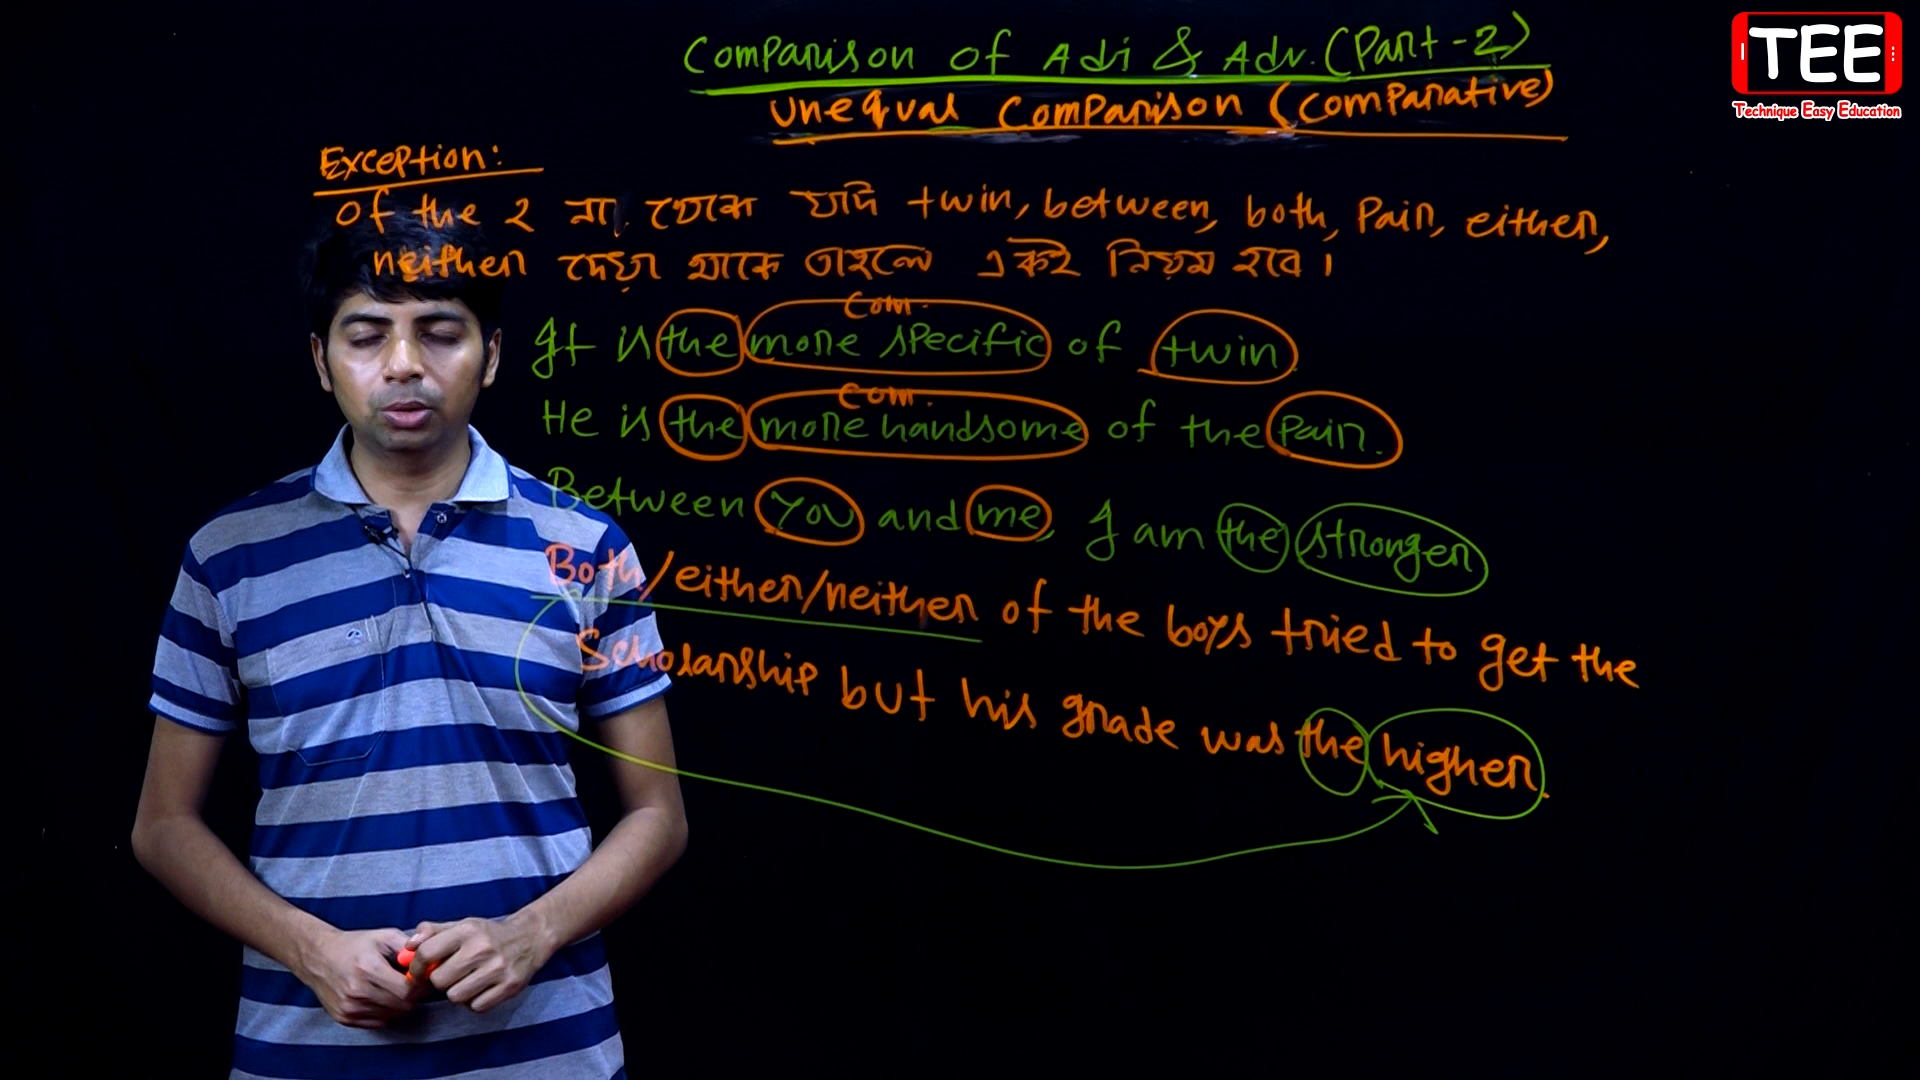 TEE
Technique Easy Education
Comparison of Adj & Adv. (Part-2)
Unequal Comparison (Comparative)
Exception:
Of the ২ না থেকে যদি twin, between, both, Pair, either,
neither দেয়া থাকে তাহলে একই নিয়ম হবে।
Com.
It is the more specific of twin.
Com.
He is the more handsome of the Pair.
Between You and me, I am the stronger
Both/either/neither of the boys tried to get the
Scholarship but his grade was the higher.